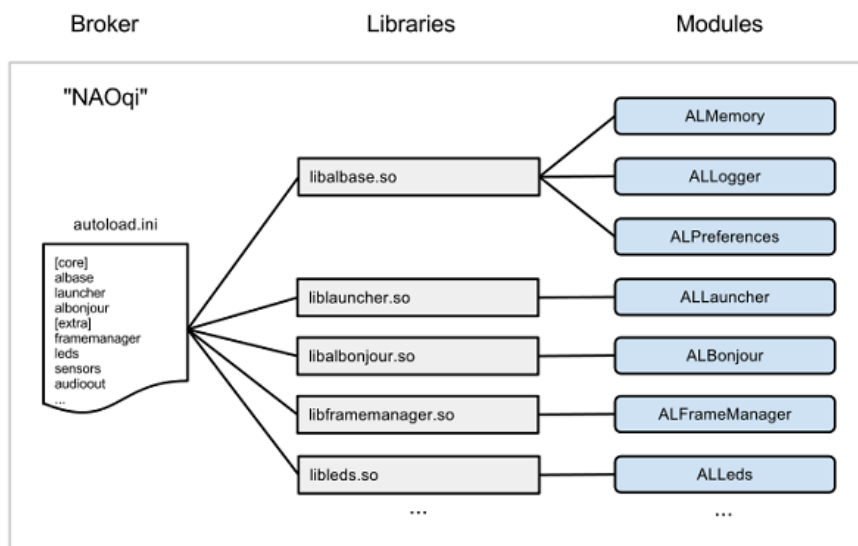 Broker
Libraries
Modules
"NAOqi"
autoload.ini
[core]
albase
launcher
albonjour
[extra]
framemanager
leds
sensors
audioout
...
libalbase.so
liblauncher.so
libalbonjour.so
libframemanager.so
libleds.so
...
ALMemory
ALLogger
ALPreferences
ALLauncher
ALBonjour
ALFrameManager
ALLeds
...